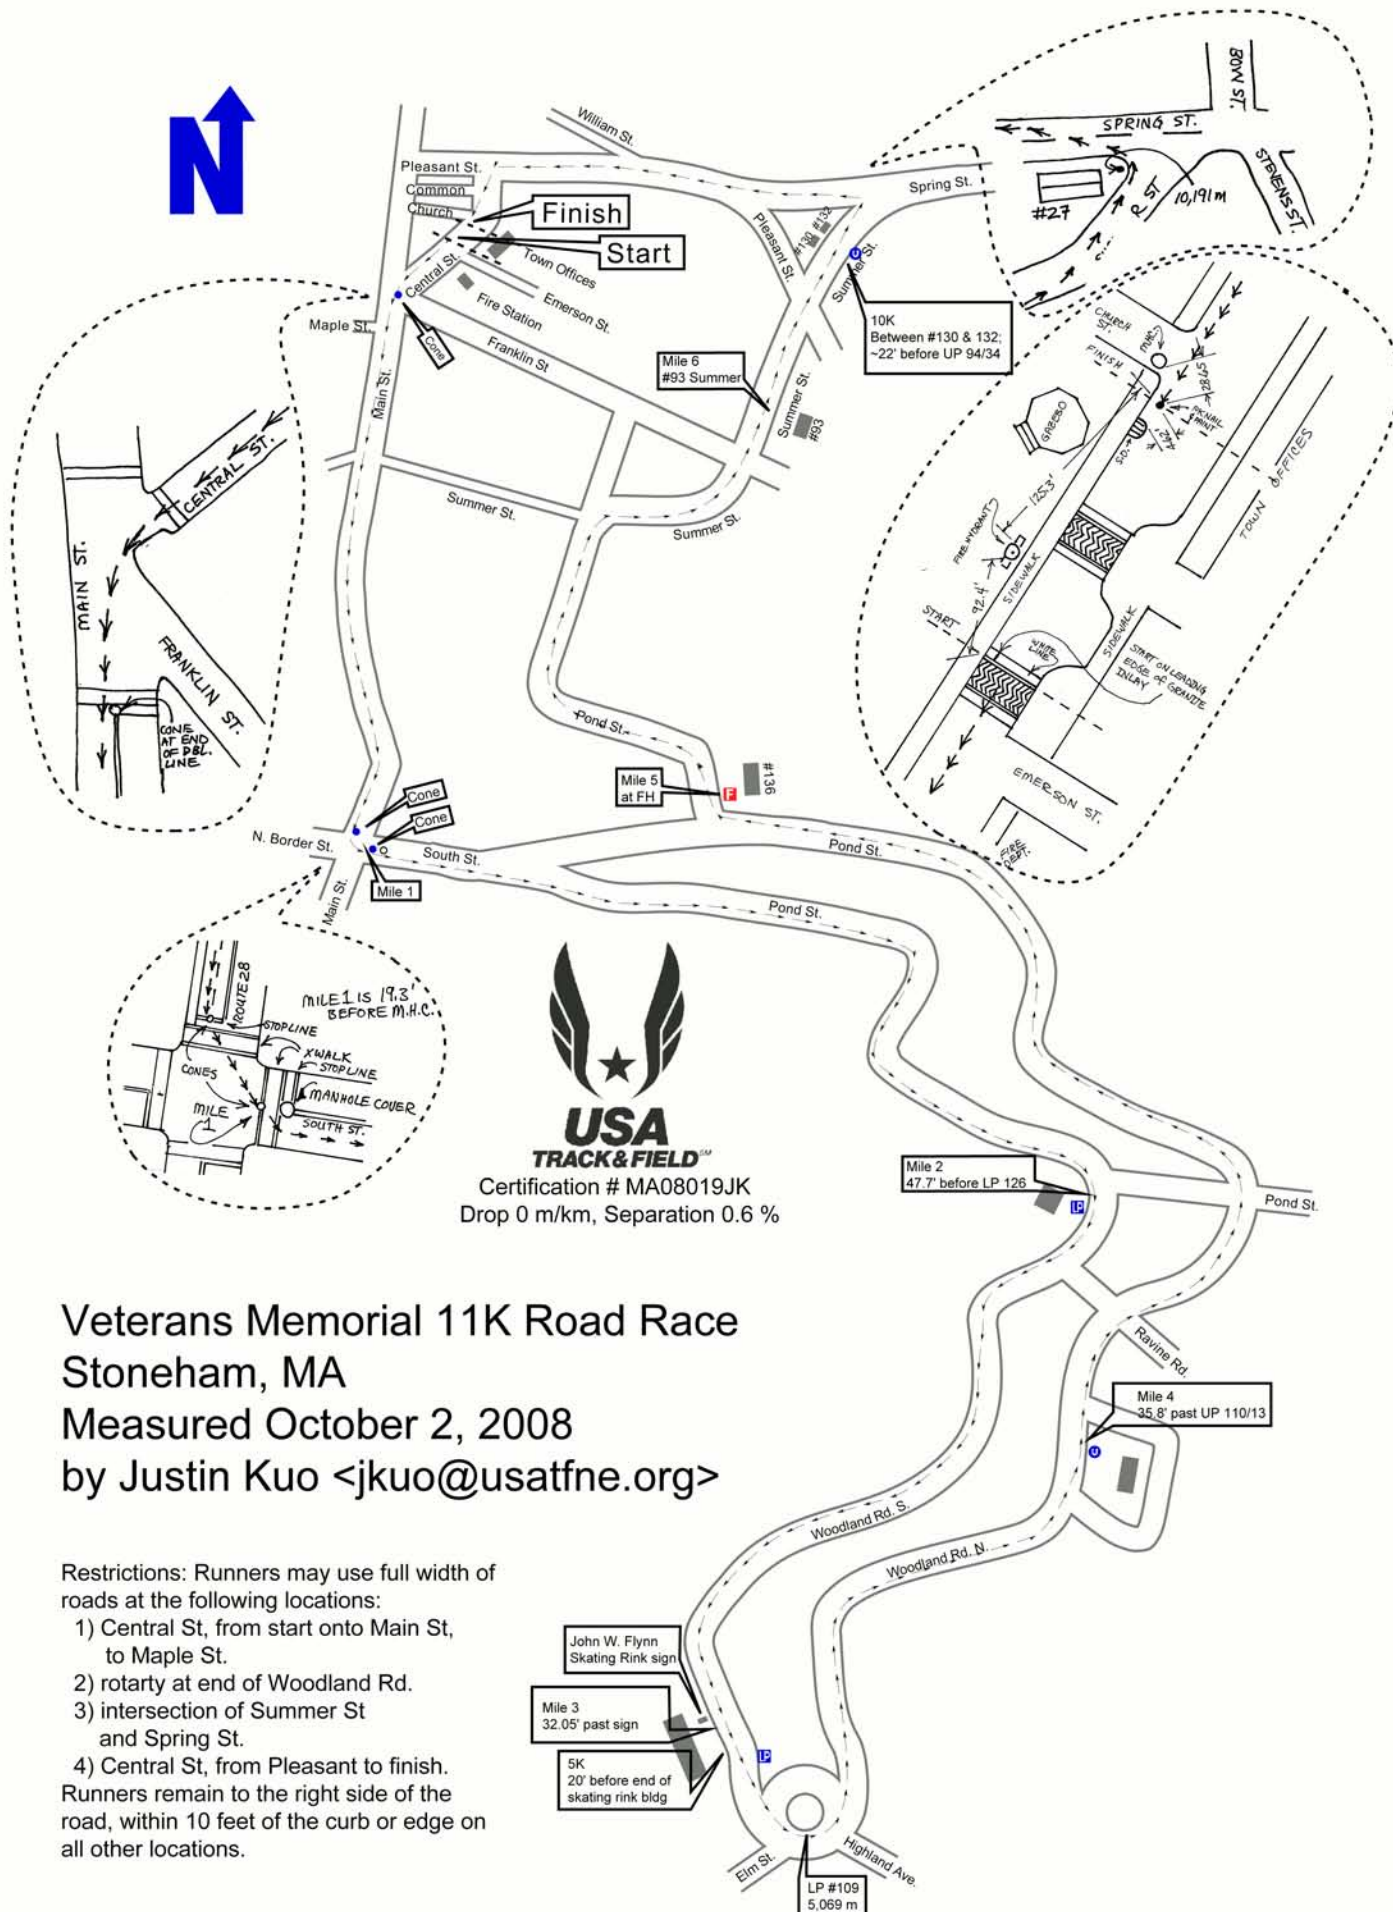 N
William St.
Pleasant St.
Common
Church
Finish
Start
Central St.
Town Offices
Fire Station
Emerson St.
Maple St.
Cone
Franklin St
Main St.
Spring St.
Pleasant St.
#130
#132
Summer St.
10K
Between #130 & 132;
~22' before UP 94/34
Mile 6
#93 Summer
Summer St.
#93
Summer St.
Summer St.
BOW ST.
SPRING ST.
STEVENS ST.
#27
R ST
10,191m
CHURCH
ST.
M.H.C.
FINISH
28.45'
GAZEBO
PK NAIL
PAINT
S.D.
4.62'
125.3'
TOWN OFFICES
FIRE HYDRANT
SIDEWALK
92.4'
START
WHITE
LINE
SIDEWALK
START ON LEADING
EDGE OF GRANITE
INLAY
EMERSON ST.
FIRE
DEPT.
CENTRAL ST.
MAIN ST.
FRANKLIN ST.
CONE
AT END
OF DBL.
LINE
Pond St.
Mile 5
at FH
F
#136
Cone
Cone
N. Border St.
South St.
Mile 1
Main St.
Pond St.
Pond St.
ROUTE 28
MILE 1 IS 19.3'
BEFORE M.H.C.
STOPLINE
XWALK
STOPLINE
CONES
MANHOLE COVER
MILE
1
SOUTH ST.
USA
TRACK&FIELD℠
Certification # MA08019JK
Drop 0 m/km, Separation 0.6 %
Mile 2
47.7' before LP 126
LP
Pond St.
Veterans Memorial 11K Road Race
Stoneham, MA
Measured October 2, 2008
by Justin Kuo <jkuo@usatfne.org>
Ravine Rd.
Mile 4
35.8' past UP 110/13
Woodland Rd. S.
Woodland Rd. N.
Restrictions: Runners may use full width of
roads at the following locations:
1) Central St, from start onto Main St,
to Maple St.
2) rotarty at end of Woodland Rd.
3) intersection of Summer St
and Spring St.
4) Central St, from Pleasant to finish.
Runners remain to the right side of the
road, within 10 feet of the curb or edge on
all other locations.
John W. Flynn
Skating Rink sign
Mile 3
32.05' past sign
5K
20' before end of
skating rink bldg
LP
Elm St.
Highland Ave.
LP #109
5,069 m